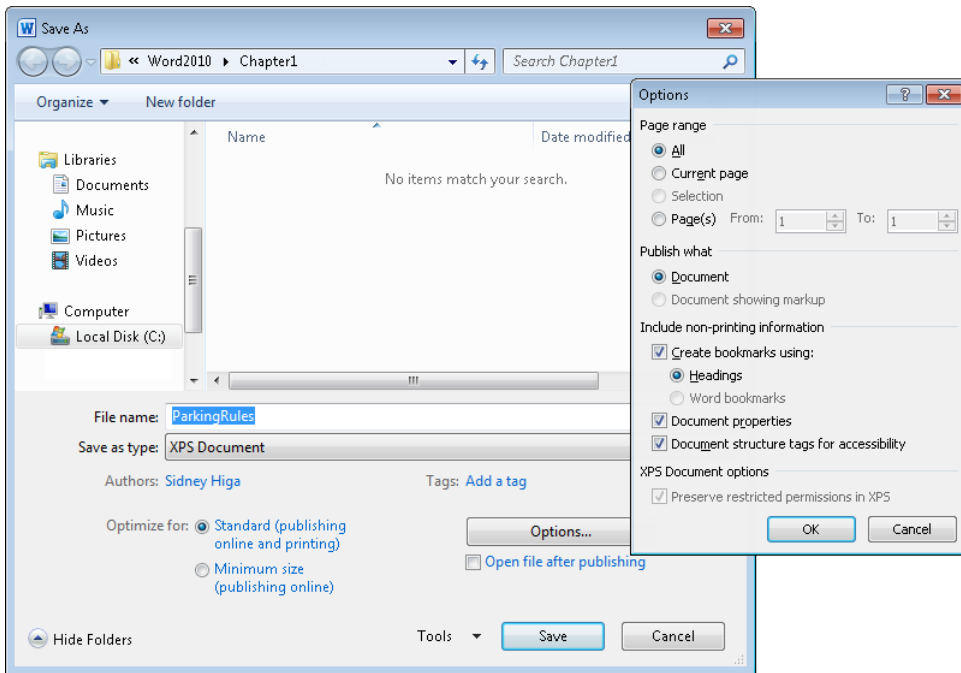 Save As
« Word2010 ▸ Chapter1
Search Chapter1
Organize
New folder
Name
Date modified
No items match your search.
Libraries
Documents
Music
Pictures
Videos
Computer
Local Disk (C:)
File name: ParkingRules
Save as type: XPS Document
Authors: Sidney Higa
Tags: Add a tag
Optimize for:
Standard (publishing
online and printing)
Minimum size
(publishing online)
Options...
Open file after publishing
Hide Folders
Tools
Save
Cancel
Options
Page range
All
Current page
Selection
Page(s) From: 1 To: 1
Publish what
Document
Document showing markup
Include non-printing information
Create bookmarks using:
Headings
Word bookmarks
Document properties
Document structure tags for accessibility
XPS Document options
Preserve restricted permissions in XPS
OK
Cancel